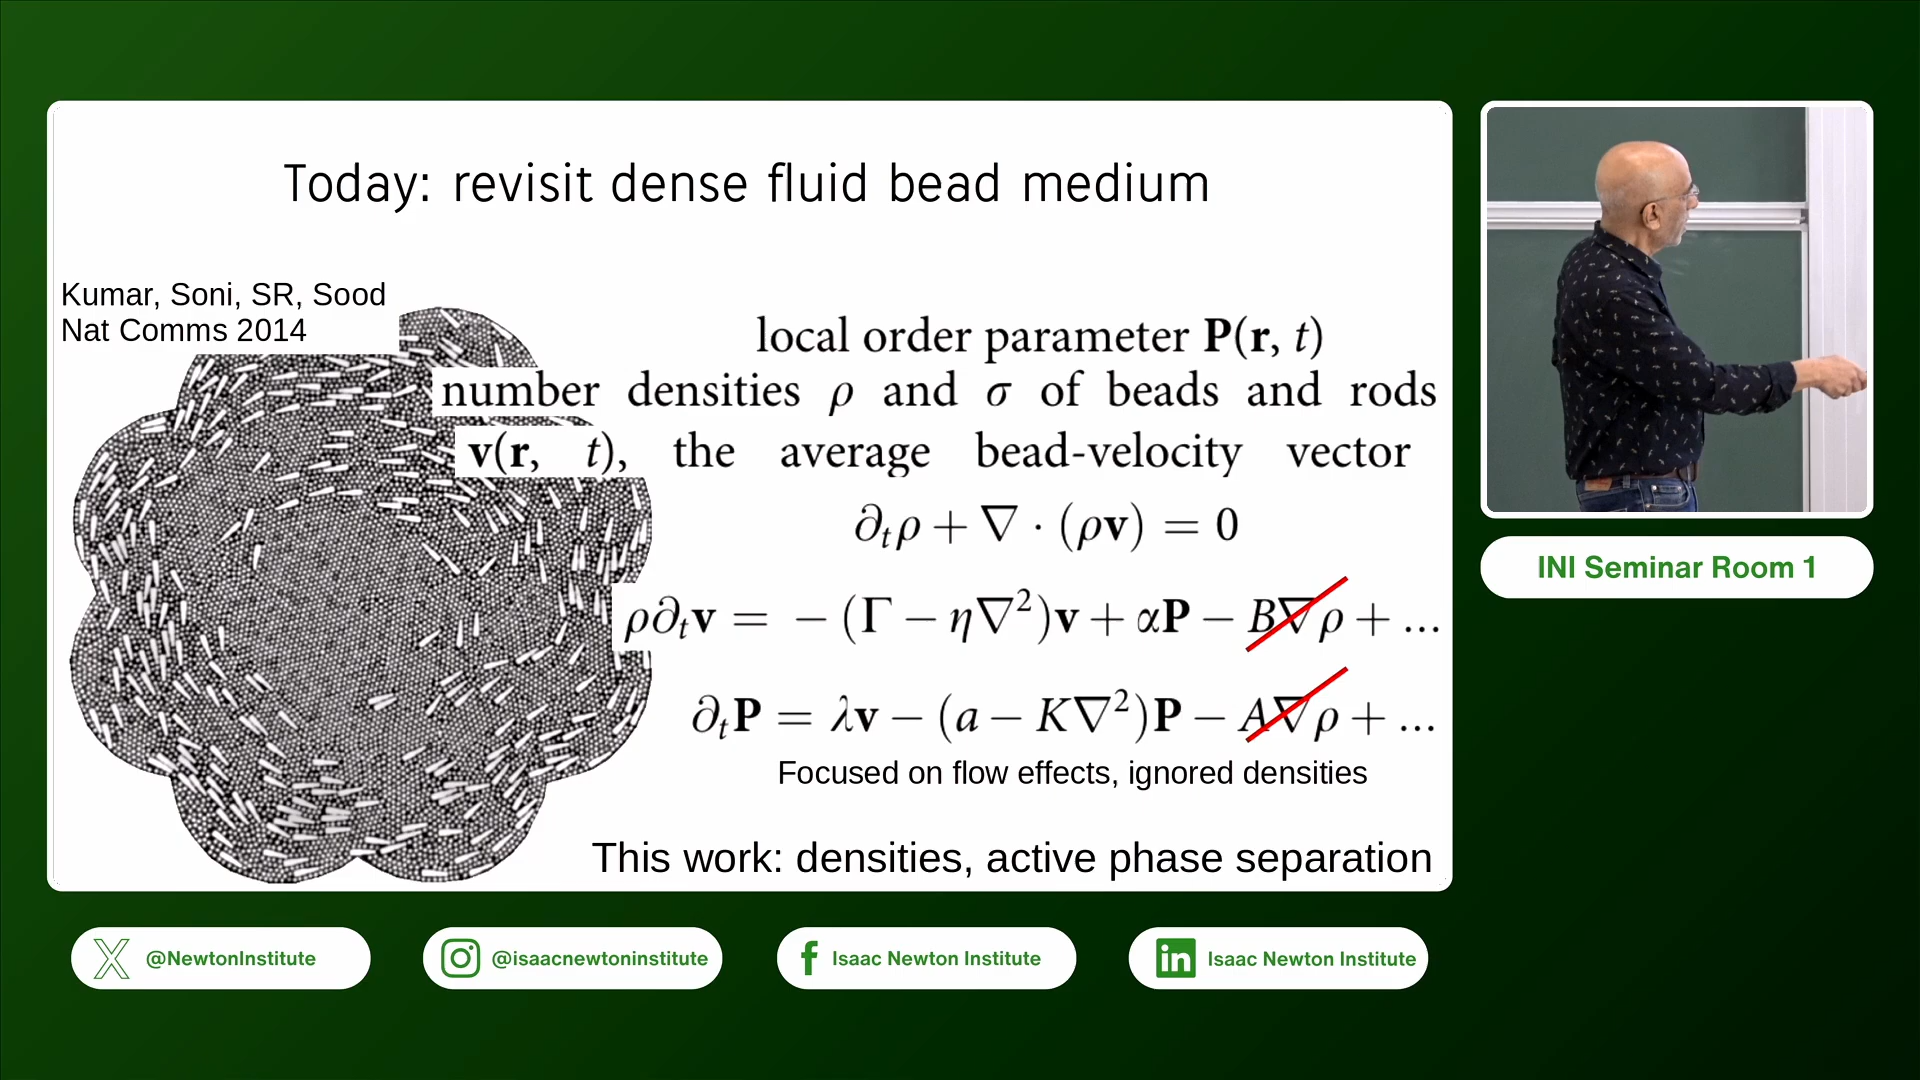 Today: revisit dense fluid bead medium
Kumar, Soni, SR, Sood
Nat Comms 2014
local order parameter P(r, t)
number densities ρ and σ of beads and rods
v(r, t), the average bead-velocity vector
∂ₜρ + ∇ · (ρv) = 0
ρ∂ₜv = − (Γ − η∇²)v + αP − B∇ρ + ...
∂ₜP = λv − (a − K∇²)P − A∇ρ + ...
Focused on flow effects, ignored densities
This work: densities, active phase separation
INI Seminar Room 1
@NewtonInstitute
@isaacnewtoninstitute
Isaac Newton Institute
Isaac Newton Institute